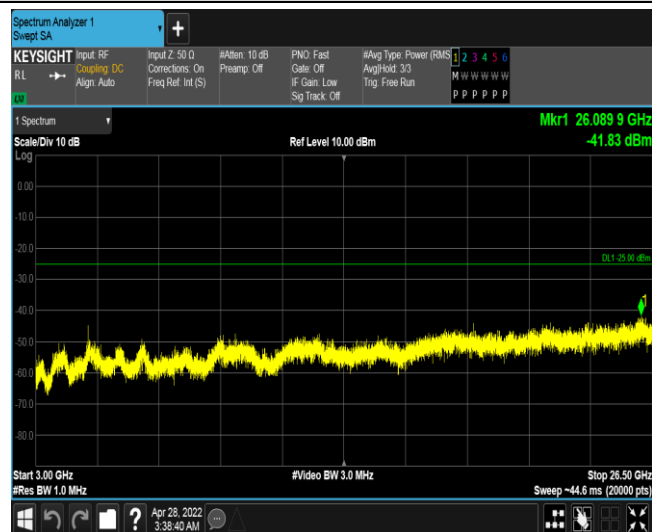 Spectrum Analyzer 1
Swept SA
+
KEYSIGHT Input: RF Input Z: 50 Ω #Atten: 10 dB PNO: Fast #Avg Type: Power (RMS 1 2 3 4 5 6
RL Coupling: DC Corrections: On Preamp: Off Gate: Off Avg|Hold: 3/3 M W W W W W
Align: Auto Freq Ref: Int (S) IF Gain: Low Trig: Free Run P P P P P P
Sig Track: Off
1 Spectrum Mkr1 26.089 9 GHz
Scale/Div 10 dB Ref Level 10.00 dBm -41.83 dBm
Log
0.00
-10.0
-20.0
DL1 -25.00 dBm
-30.0
-40.0
1
-50.0
-60.0
-70.0
-80.0
Start 3.00 GHz #Video BW 3.0 MHz Stop 26.50 GHz
#Res BW 1.0 MHz Sweep ~44.6 ms (20000 pts)
? Apr 28, 2022
3:38:40 AM